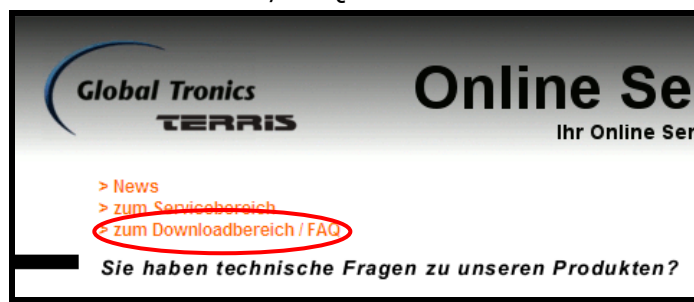 Global Tronics
TERRIS
Online Se
Ihr Online Ser
> News
> zum Servicebereich
> zum Downloadbereich / FAQ
Sie haben technische Fragen zu unseren Produkten?